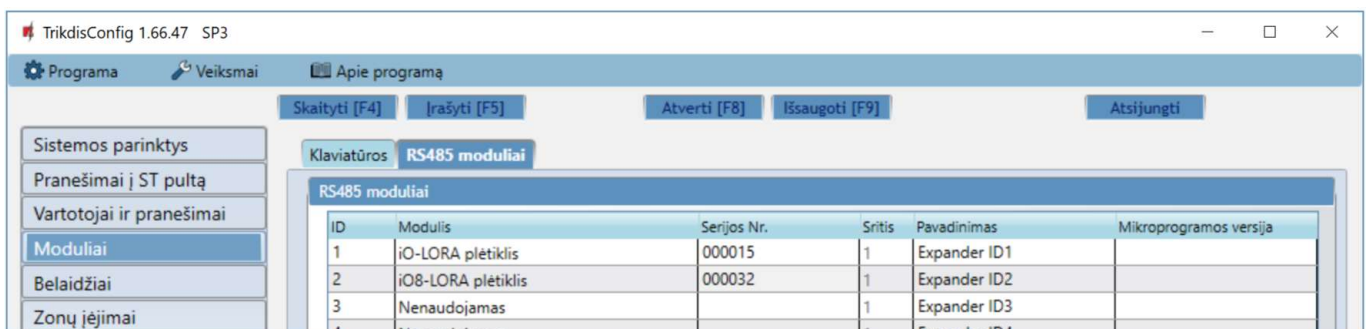 TrikdisConfig 1.66.47 SP3
Programa Veiksmai Apie programą
Skaityti [F4] Įrašyti [F5] Atverti [F8] Išsaugoti [F9] Atsijungti
Sistemos parinktys
Pranešimai į ST pultą
Vartotojai ir pranešimai
Moduliai
Belaidžiai
Zonų įėjimai
Klaviatūros RS485 moduliai
RS485 moduliai
ID Modulis Serijos Nr. Sritis Pavadinimas Mikroprogramos versija
1 iO-LORA plėtiklis 000015 1 Expander ID1
2 iO8-LORA plėtiklis 000032 1 Expander ID2
3 Nenaudojamas 1 Expander ID3